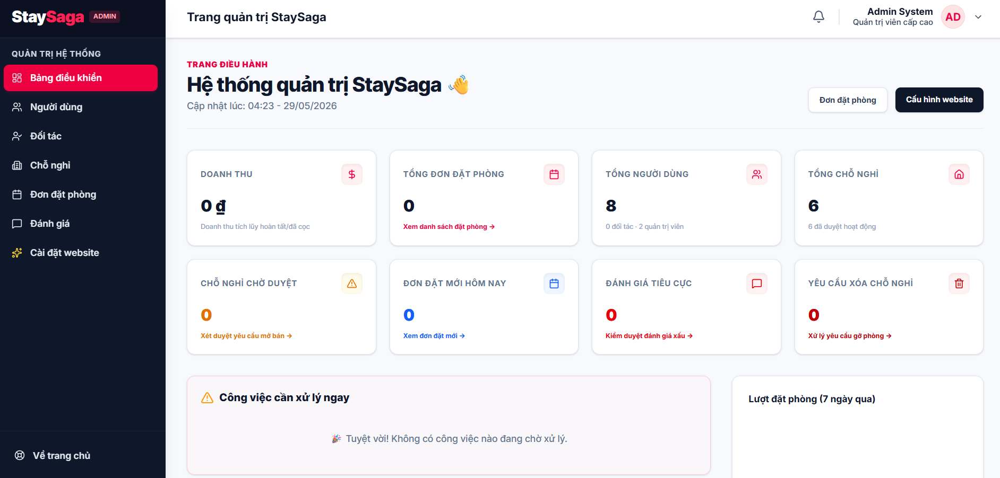 StaySaga ADMIN
QUẢN TRỊ HỆ THỐNG
Bảng điều khiển
Người dùng
Đối tác
Chỗ nghỉ
Đơn đặt phòng
Đánh giá
Cài đặt website
Về trang chủ
Trang quản trị StaySaga
Admin System
Quản trị viên cấp cao
AD
TRANG ĐIỀU HÀNH
Hệ thống quản trị StaySaga 👋
Cập nhật lúc: 04:23 - 29/05/2026
Đơn đặt phòng
Cấu hình website
DOANH THU
0 ₫
Doanh thu tích lũy hoàn tất/đã cọc
TỔNG ĐƠN ĐẶT PHÒNG
0
Xem danh sách đặt phòng →
TỔNG NGƯỜI DÙNG
8
0 đối tác · 2 quản trị viên
TỔNG CHỖ NGHỈ
6
6 đã duyệt hoạt động
CHỖ NGHỈ CHỜ DUYỆT
0
Xét duyệt yêu cầu mở bán →
ĐƠN ĐẶT MỚI HÔM NAY
0
Xem đơn đặt mới →
ĐÁNH GIÁ TIÊU CỰC
0
Kiểm duyệt đánh giá xấu →
YÊU CẦU XÓA CHỖ NGHỈ
0
Xử lý yêu cầu gỡ phòng →
Công việc cần xử lý ngay
🎉 Tuyệt vời! Không có công việc nào đang chờ xử lý.
Lượt đặt phòng (7 ngày qua)